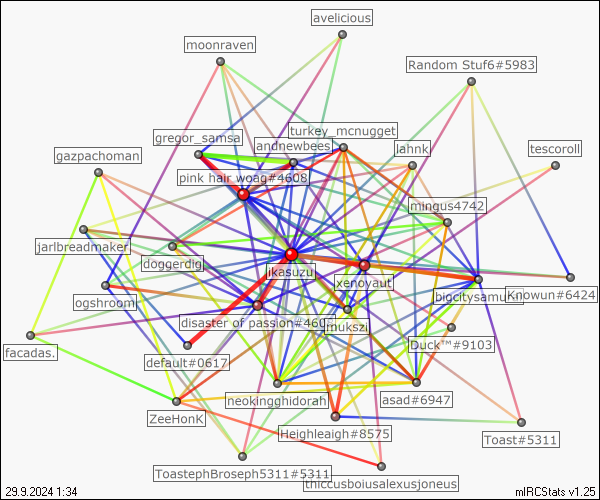 avelicious
moonraven
Random Stuf6#5983
turkey_mcnugget
gregor_samsa
andnewbees
Jahnk
tescoroll
gazpachoman
pink hair woag#4608
mingus4742
jarlbreadmaker
doggerdig
ikasuzu
xenoyaut
bigcitysamurai
Knowun#6424
ogshroom
disaster of passion#460
mukszi
Duck™#9103
facadas.
default#0617
neokingghidorah
asad#6947
ZeeHonK
Heighleaigh#8575
Toast#5311
ToastephBroseph5311#5311
thiccusboiusalexusjoneus
29.9.2024 1:34
mIRCStats v1.25